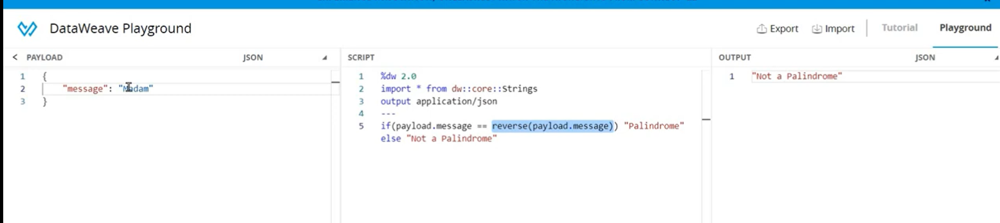 DataWeave Playground
Export Import Tutorial Playground
< PAYLOAD JSON
1 {
2 "message": "Madam"
3 }
SCRIPT
1 %dw 2.0
2 import * from dw::core::Strings
3 output application/json
4 ---
5 if(payload.message == reverse(payload.message)) "Palindrome"
else "Not a Palindrome"
OUTPUT JSON
1 "Not a Palindrome"